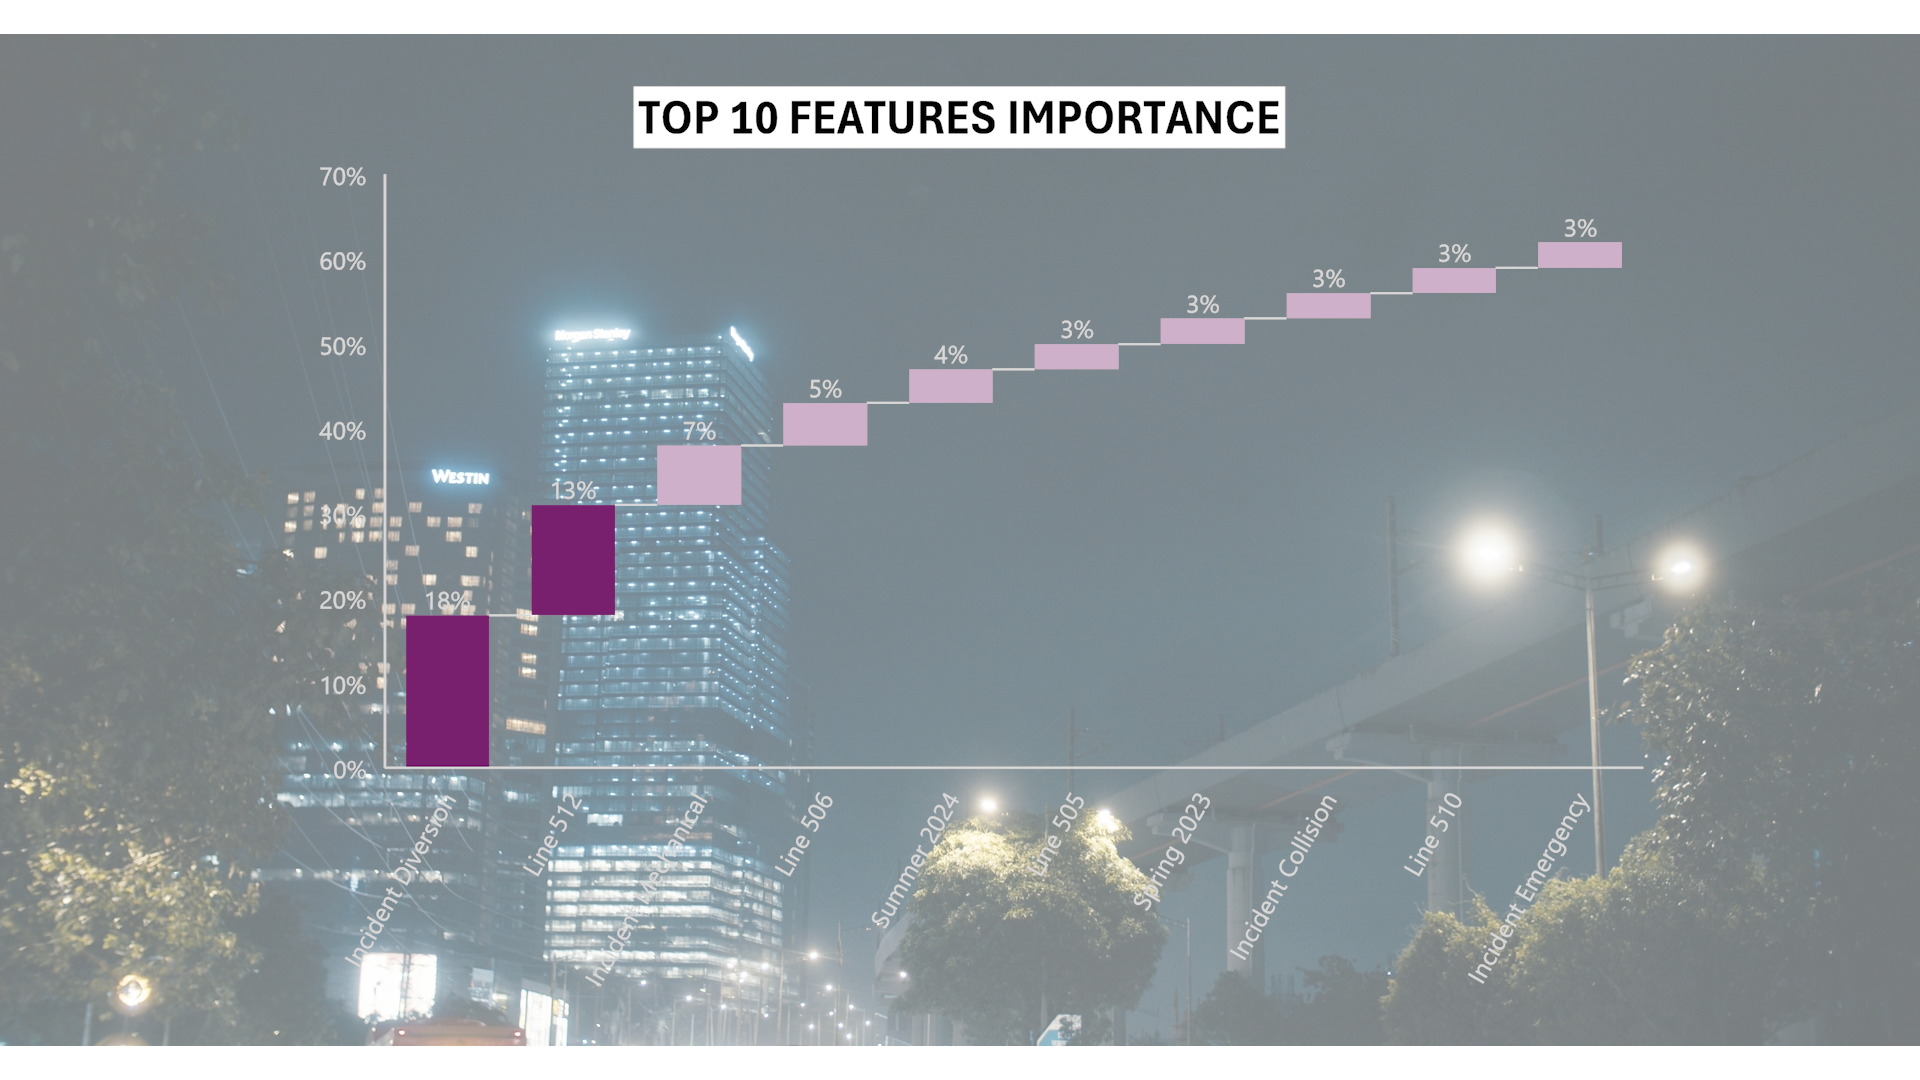 TOP 10 FEATURES IMPORTANCE
70%
60%
50%
40%
30%
20%
10%
0%
18%
13%
7%
5%
4%
3%
3%
3%
3%
3%
Incident Diversion
Line 512
Incident Mechanical
Line 506
Summer 2024
Line 505
Spring 2023
Incident Collision
Line 510
Incident Emergency
WESTIN
Morgan Stanley